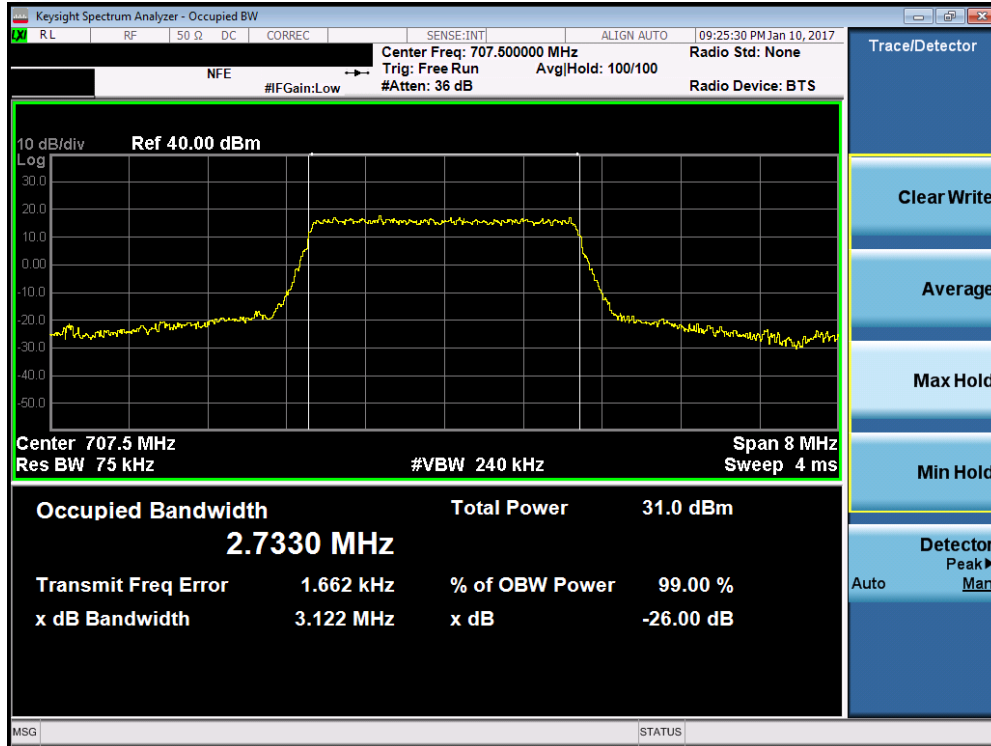 Keysight Spectrum Analyzer - Occupied BW
LXI RL RF 50 Ω DC CORREC SENSE:INT ALIGN AUTO 09:25:30 PM Jan 10, 2017
Center Freq: 707.500000 MHz Radio Std: None
NFE Trig: Free Run Avg|Hold: 100/100
#IFGain:Low #Atten: 36 dB Radio Device: BTS
10 dB/div Ref 40.00 dBm
Log
30.0
20.0
10.0
0.00
-10.0
-20.0
-30.0
-40.0
-50.0
Center 707.5 MHz Span 8 MHz
Res BW 75 kHz #VBW 240 kHz Sweep 4 ms
Occupied Bandwidth Total Power 31.0 dBm
2.7330 MHz
Transmit Freq Error 1.662 kHz % of OBW Power 99.00 %
x dB Bandwidth 3.122 MHz x dB -26.00 dB
MSG STATUS
Trace/Detector
Clear Write
Average
Max Hold
Min Hold
Detector
Peak▶
Auto Man